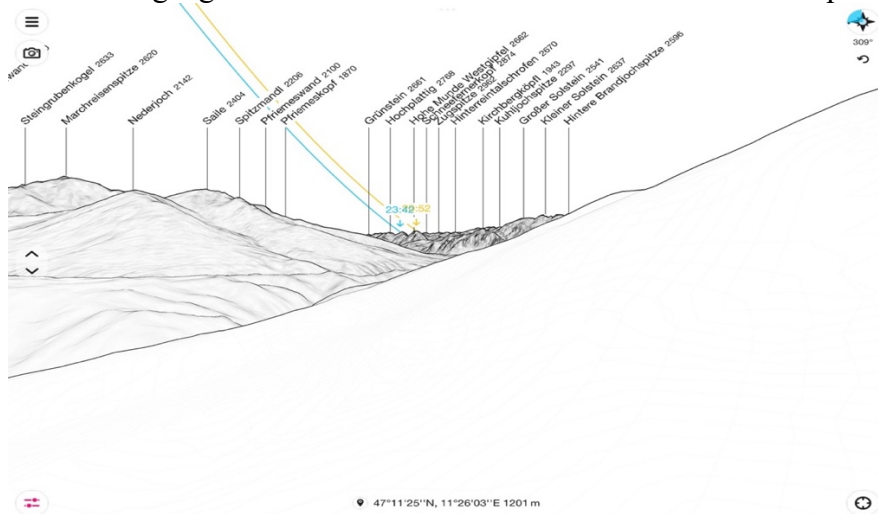 309°
Steingrubenkogel 2633
Marchreisenspitze 2620
Nederjoch 2142
Saile 2404
Spitzmandl 2206
Pfriemeswand 2100
Pfriemeskopf 1870
Grünstein 2661
Hochplattig 2768
Hohe Munde Westgipfel 2662
Schneefernerkopf 2874
Zugspitze 2962
Hinterreintalschrofen 2670
Kirchbergköpfl 1943
Kuhljochspitze 2297
Großer Solstein 2541
Kleiner Solstein 2637
Hintere Brandjochspitze 2596
23:42
47°11'25''N, 11°26'03''E 1201 m